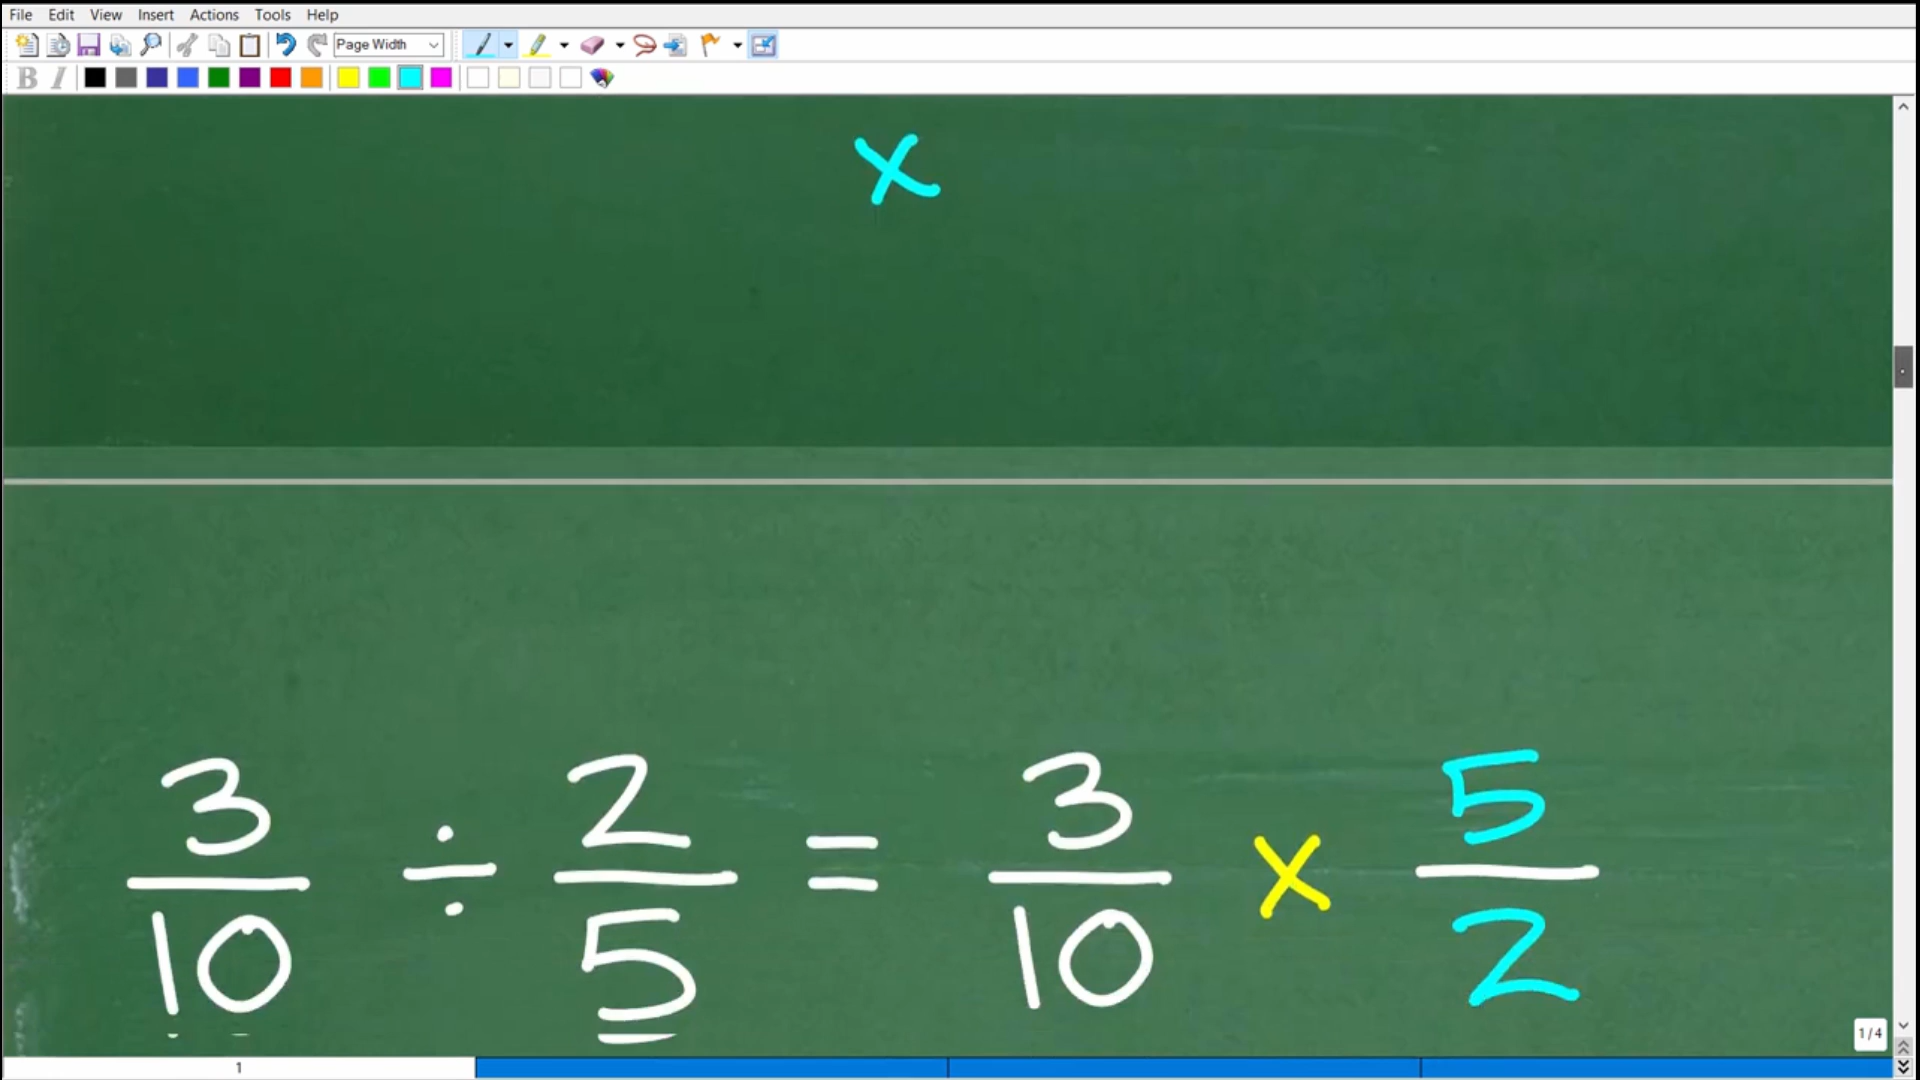 File Edit View Insert Actions Tools Help
Page Width
B I
x
3/10 ÷ 2/5 = 3/10 x 5/2
1/4
1